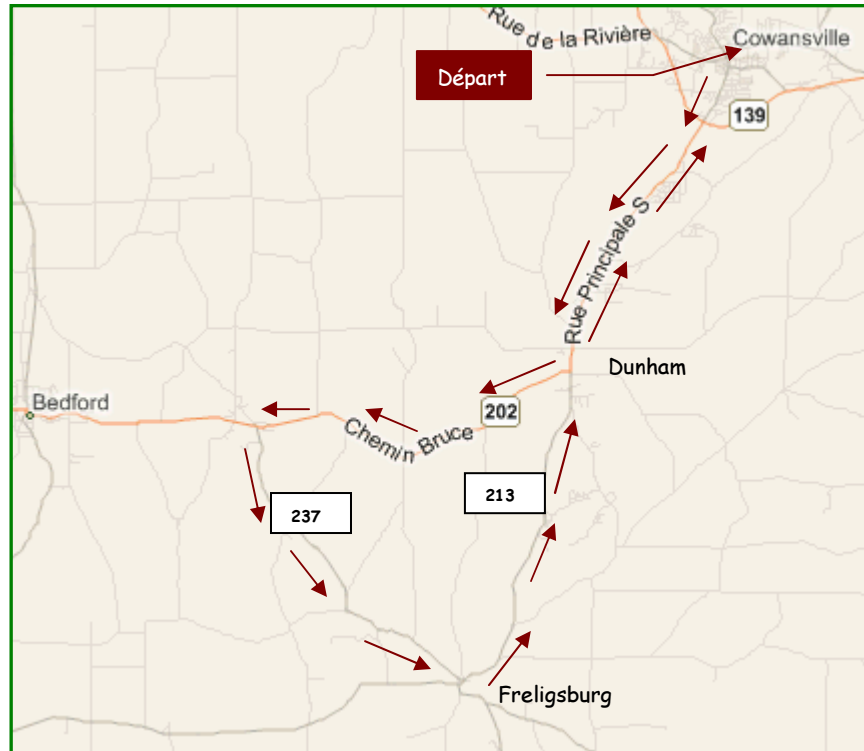 Rue de la Rivière
Cowansville
Départ
139
Rue Principale S
Dunham
Bedford
202
Chemin Bruce
213
237
Freligsburg